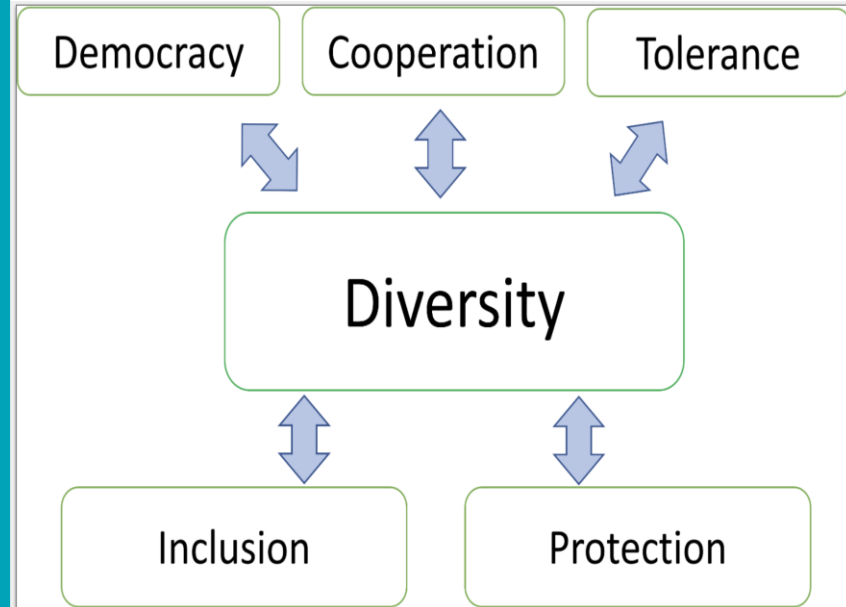 Democracy
Cooperation
Tolerance
Diversity
Inclusion
Protection